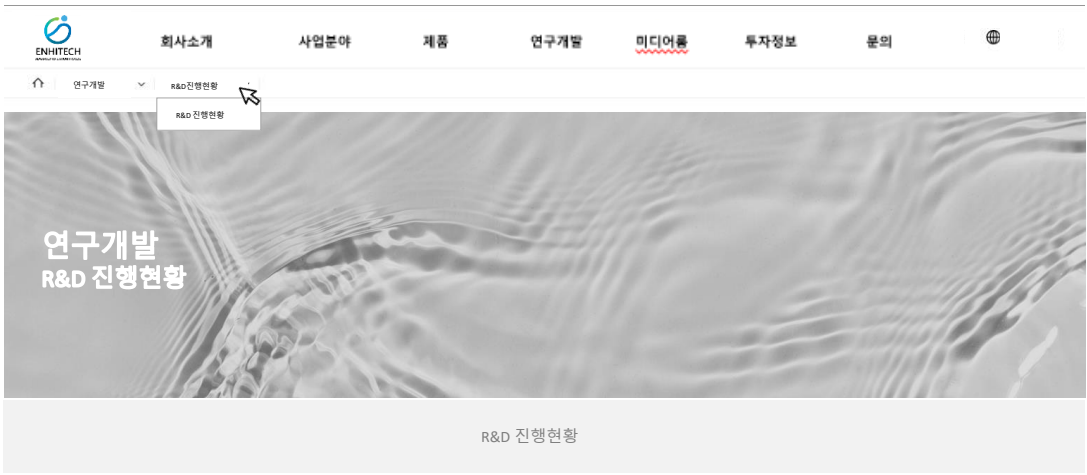 ENHITECH
회사소개 사업분야 제품 연구개발 미디어룸 투자정보 문의
연구개발 R&D진행현황
R&D 진행현황
연구개발
R&D 진행현황
R&D 진행현황